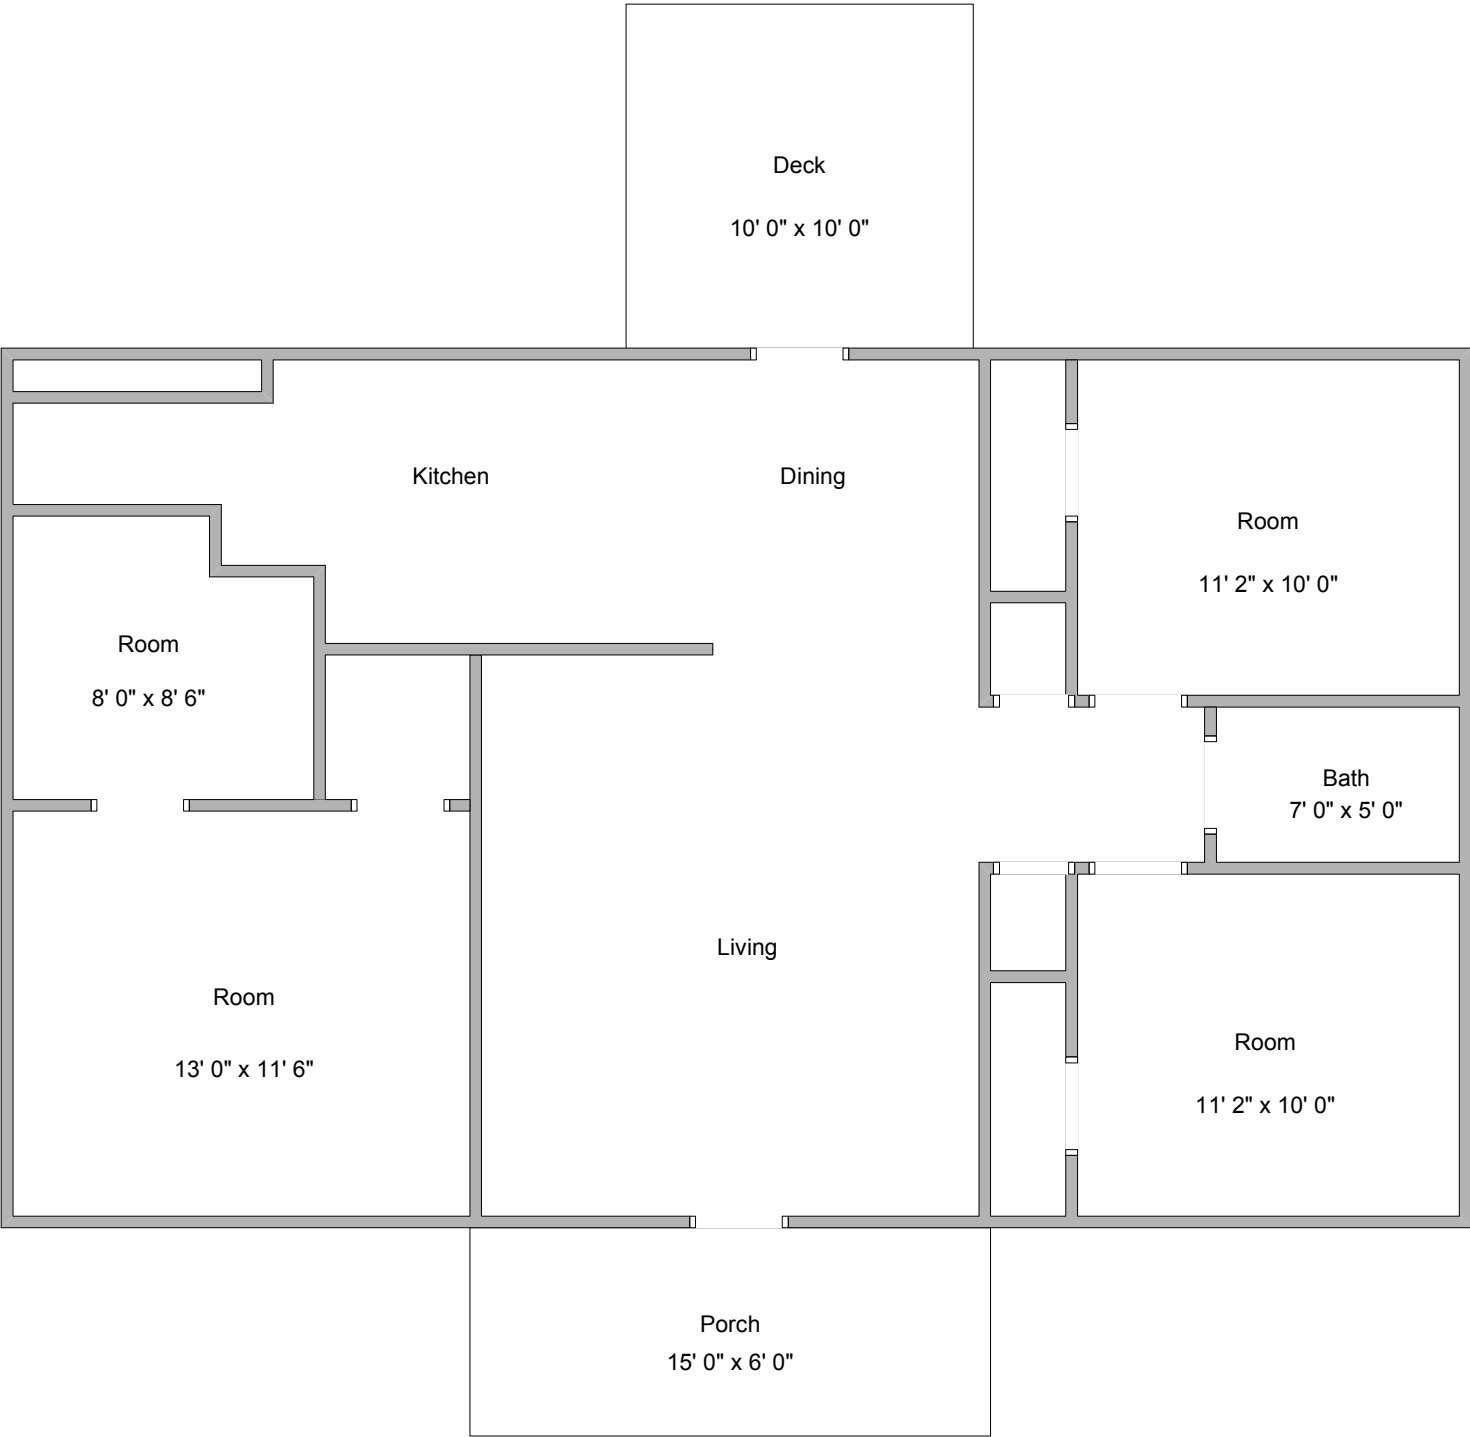 Deck
10' 0" x 10' 0"
Kitchen
Dining
Room
11' 2" x 10' 0"
Room
8' 0" x 8' 6"
Bath
7' 0" x 5' 0"
Living
Room
13' 0" x 11' 6"
Room
11' 2" x 10' 0"
Porch
15' 0" x 6' 0"